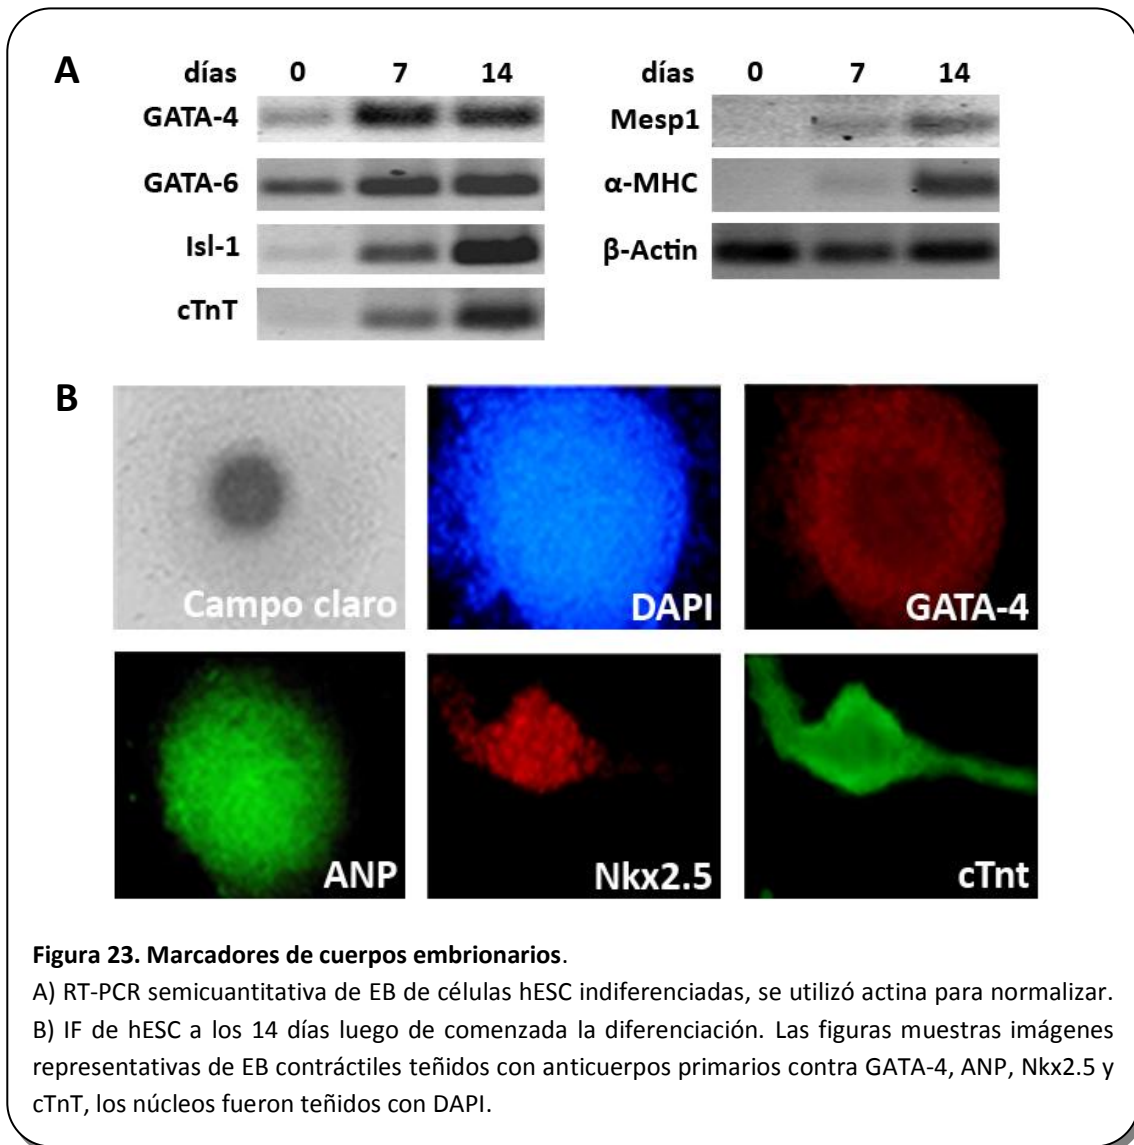 A
días 0 7 14
GATA-4
GATA-6
Isl-1
cTnT
días 0 7 14
Mesp1
α-MHC
β-Actin
B
Campo claro
DAPI
GATA-4
ANP
Nkx2.5
cTnt
Figura 23. Marcadores de cuerpos embrionarios.
A) RT-PCR semicuantitativa de EB de células hESC indiferenciadas, se utilizó actina para normalizar.
B) IF de hESC a los 14 días luego de comenzada la diferenciación. Las figuras muestras imágenes
representativas de EB contráctiles teñidos con anticuerpos primarios contra GATA-4, ANP, Nkx2.5 y
cTnT, los núcleos fueron teñidos con DAPI.